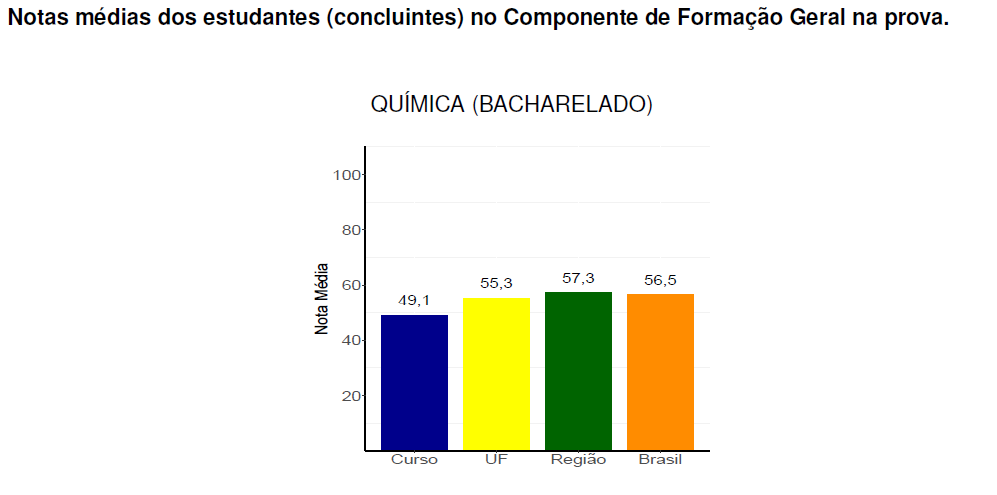 Notas médias dos estudantes (concluintes) no Componente de Formação Geral na prova.
QUÍMICA (BACHARELADO)
Nota Média
100
80
60
40
20
49,1
55,3
57,3
56,5
Curso
UF
Região
Brasil